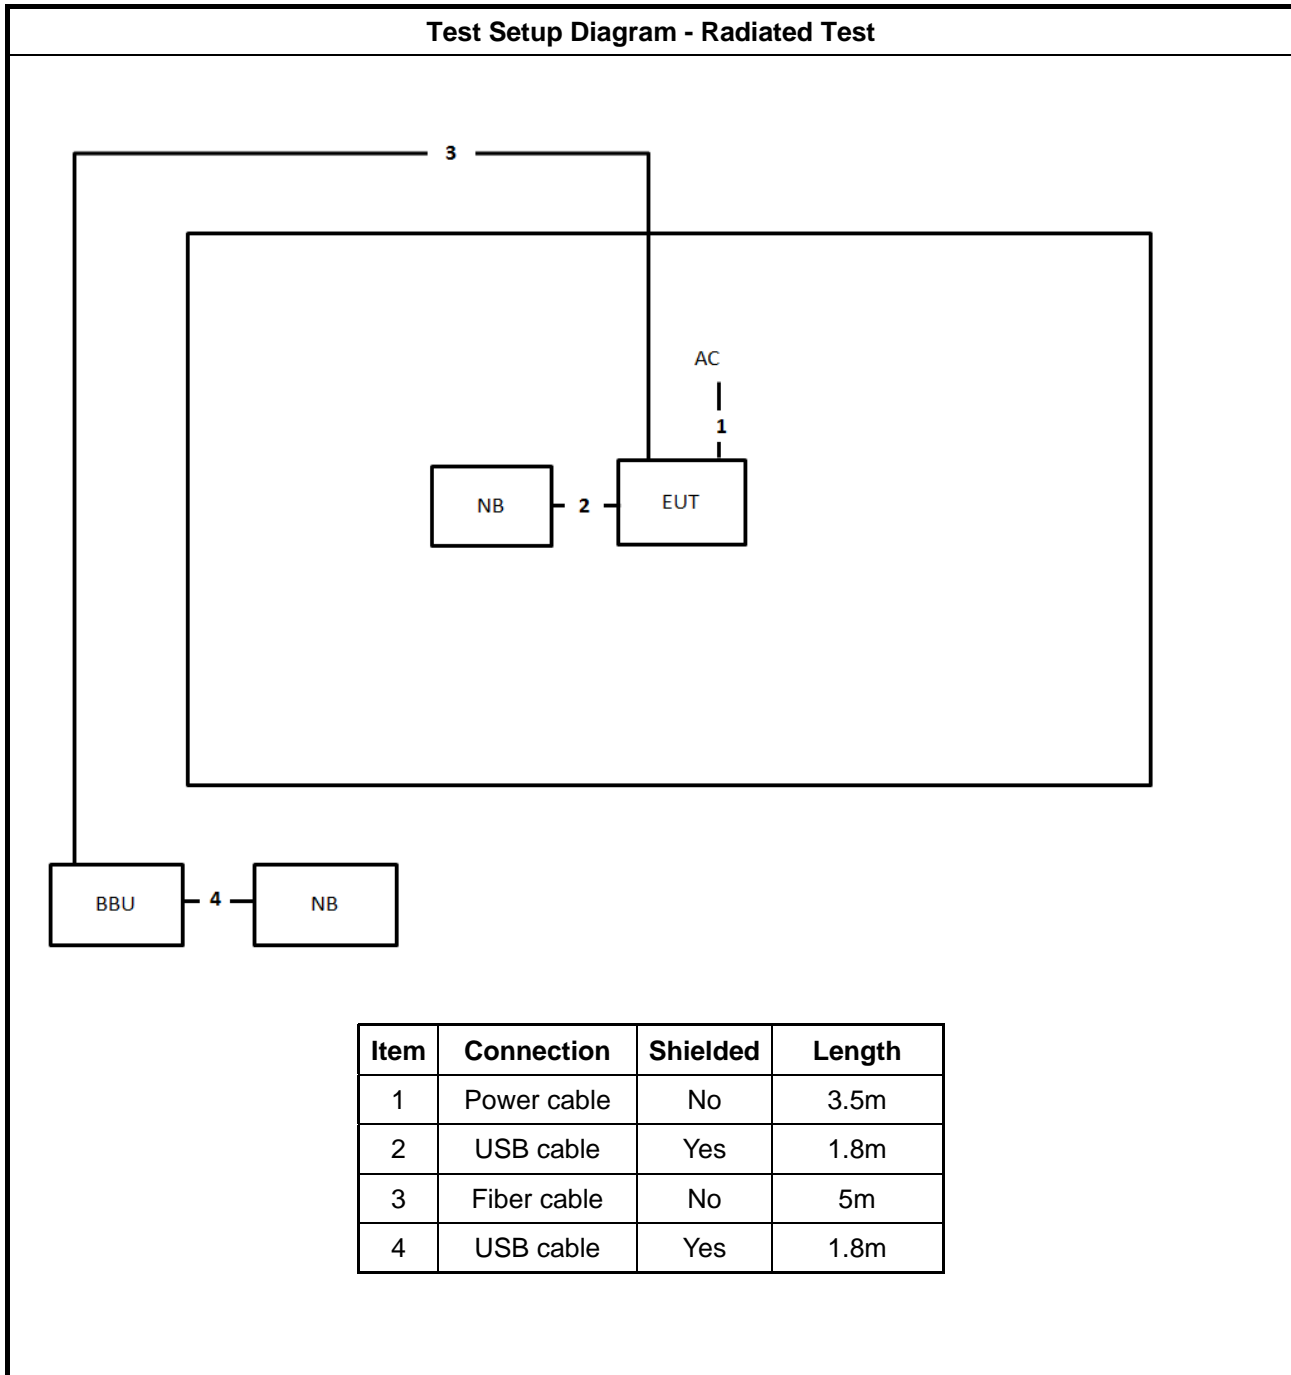 Test Setup Diagram - Radiated Test
3
AC
1
NB
2
EUT
BBU
4
NB
Item Connection Shielded Length
1 Power cable No 3.5m
2 USB cable Yes 1.8m
3 Fiber cable No 5m
4 USB cable Yes 1.8m